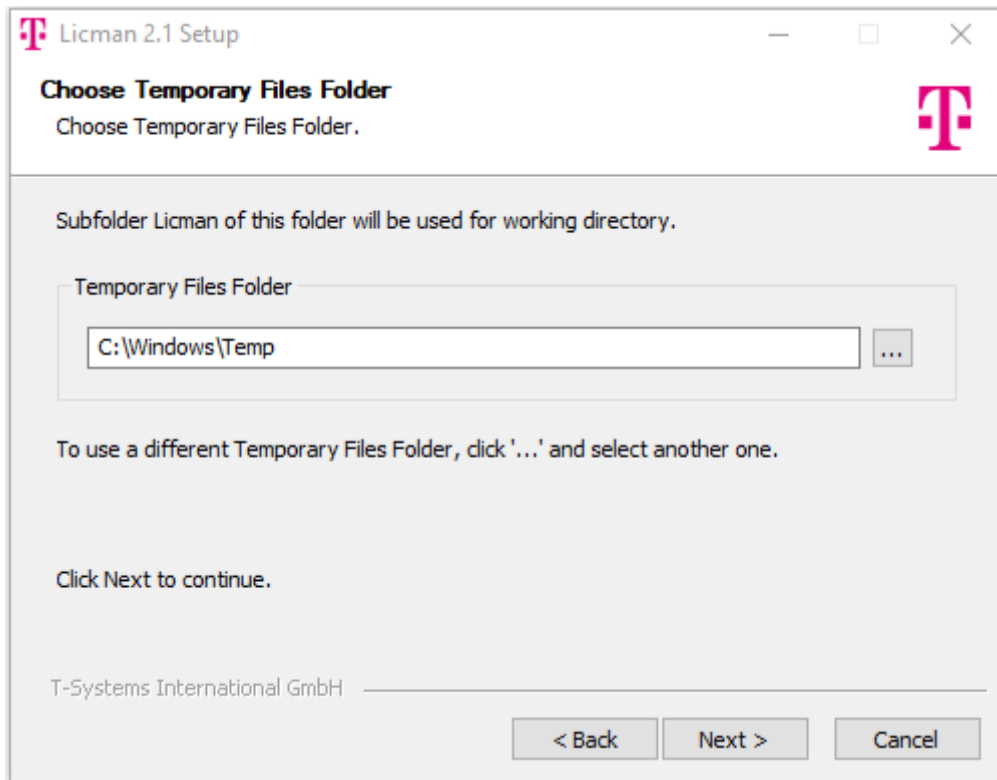 Licman 2.1 Setup
Choose Temporary Files Folder
Choose Temporary Files Folder.
Subfolder Licman of this folder will be used for working directory.
Temporary Files Folder
C:\Windows\Temp
...
To use a different Temporary Files Folder, click '...' and select another one.
Click Next to continue.
T-Systems International GmbH
< Back Next > Cancel